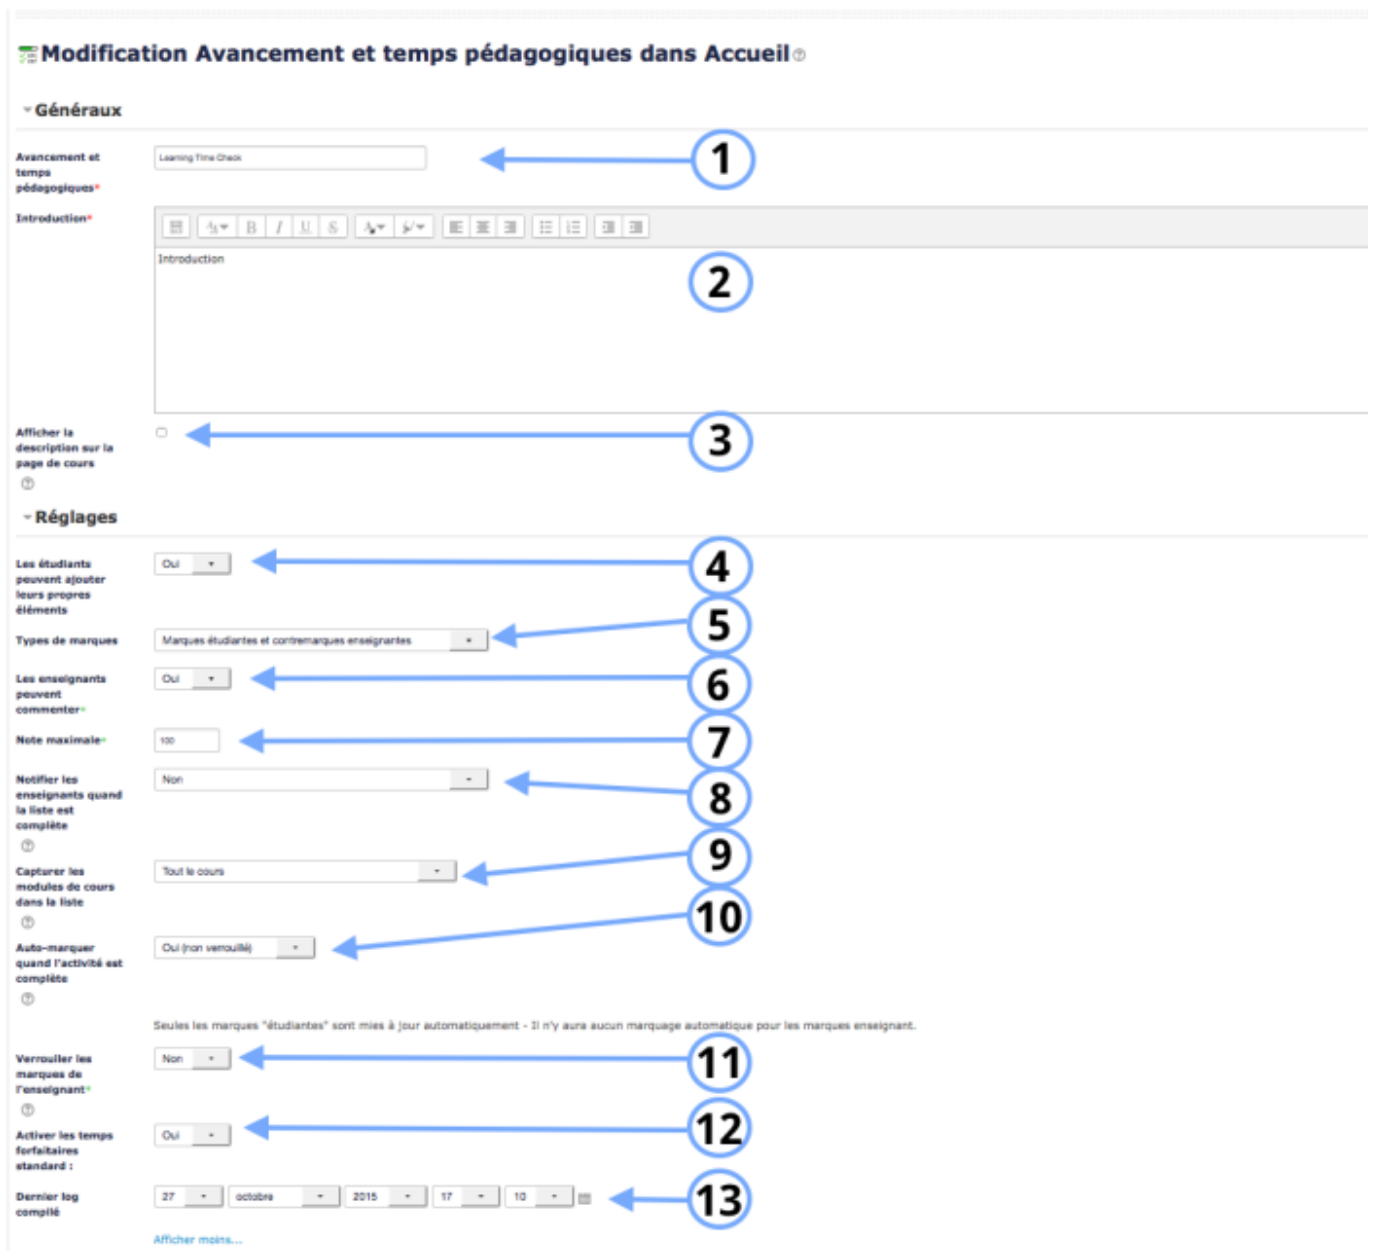 Modification Avancement et temps pédagogiques dans Accueil
Généraux
Avancement et
temps
pédagogiques*
Learning Time Check
1
Introduction*
B I U S
Introduction
2
Afficher la
description sur la
page de cours
3
Réglages
Les étudiants
peuvent ajouter
leurs propres
éléments
Oui
4
Types de marques
Marques étudiantes et contremarques enseignantes
5
Les enseignants
peuvent
commenter*
Oui
6
Note maximale*
100
7
Notifier les
enseignants quand
la liste est
complète
Non
8
Capturer les
modules de cours
dans la liste
Tout le cours
9
Auto-marquer
quand l'activité est
complète
Oui (non verrouillé)
10
Seules les marques "étudiantes" sont mies à jour automatiquement - Il n'y aura aucun marquage automatique pour les marques enseignant.
Verrouiller les
marques de
l'enseignant*
Non
11
Activer les temps
forfaitaires
standard :
Oui
12
Dernier log
compilé
27 octobre 2015 17 10
13
Afficher moins...